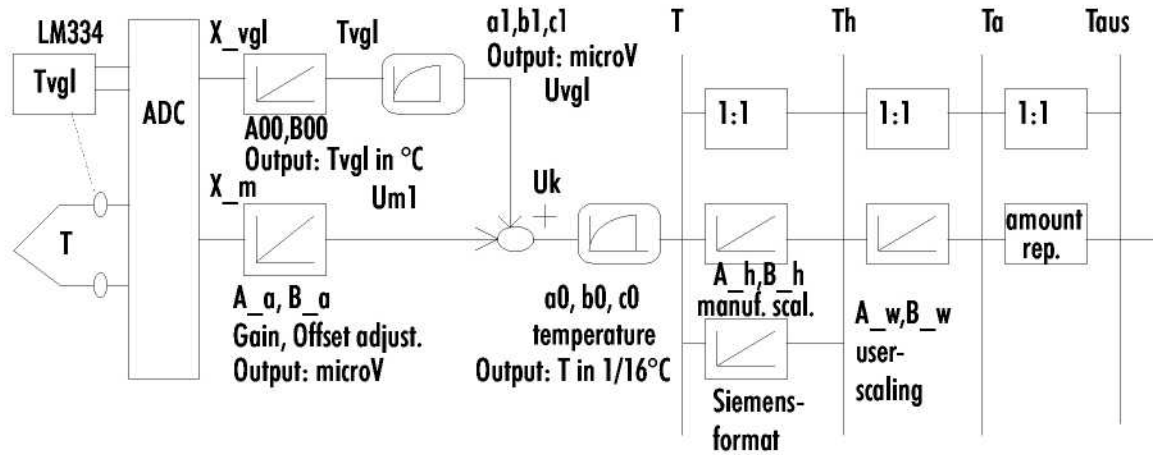 LM334
X_vgl
Tvgl
a1,b1,c1
Output: microV
Uvgl
T
Th
Ta
Taus
Tvgl
ADC
A00,B00
Output: Tvgl in °C
1:1
1:1
1:1
X_m
Um1
Uk
+
T
A_a, B_a
Gain, Offset adjust.
Output: microV
a0, b0, c0
temperature
Output: T in 1/16°C
A_h,B_h
manuf. scal.
A_w,B_w
user-
scaling
amount
rep.
Siemens-
format